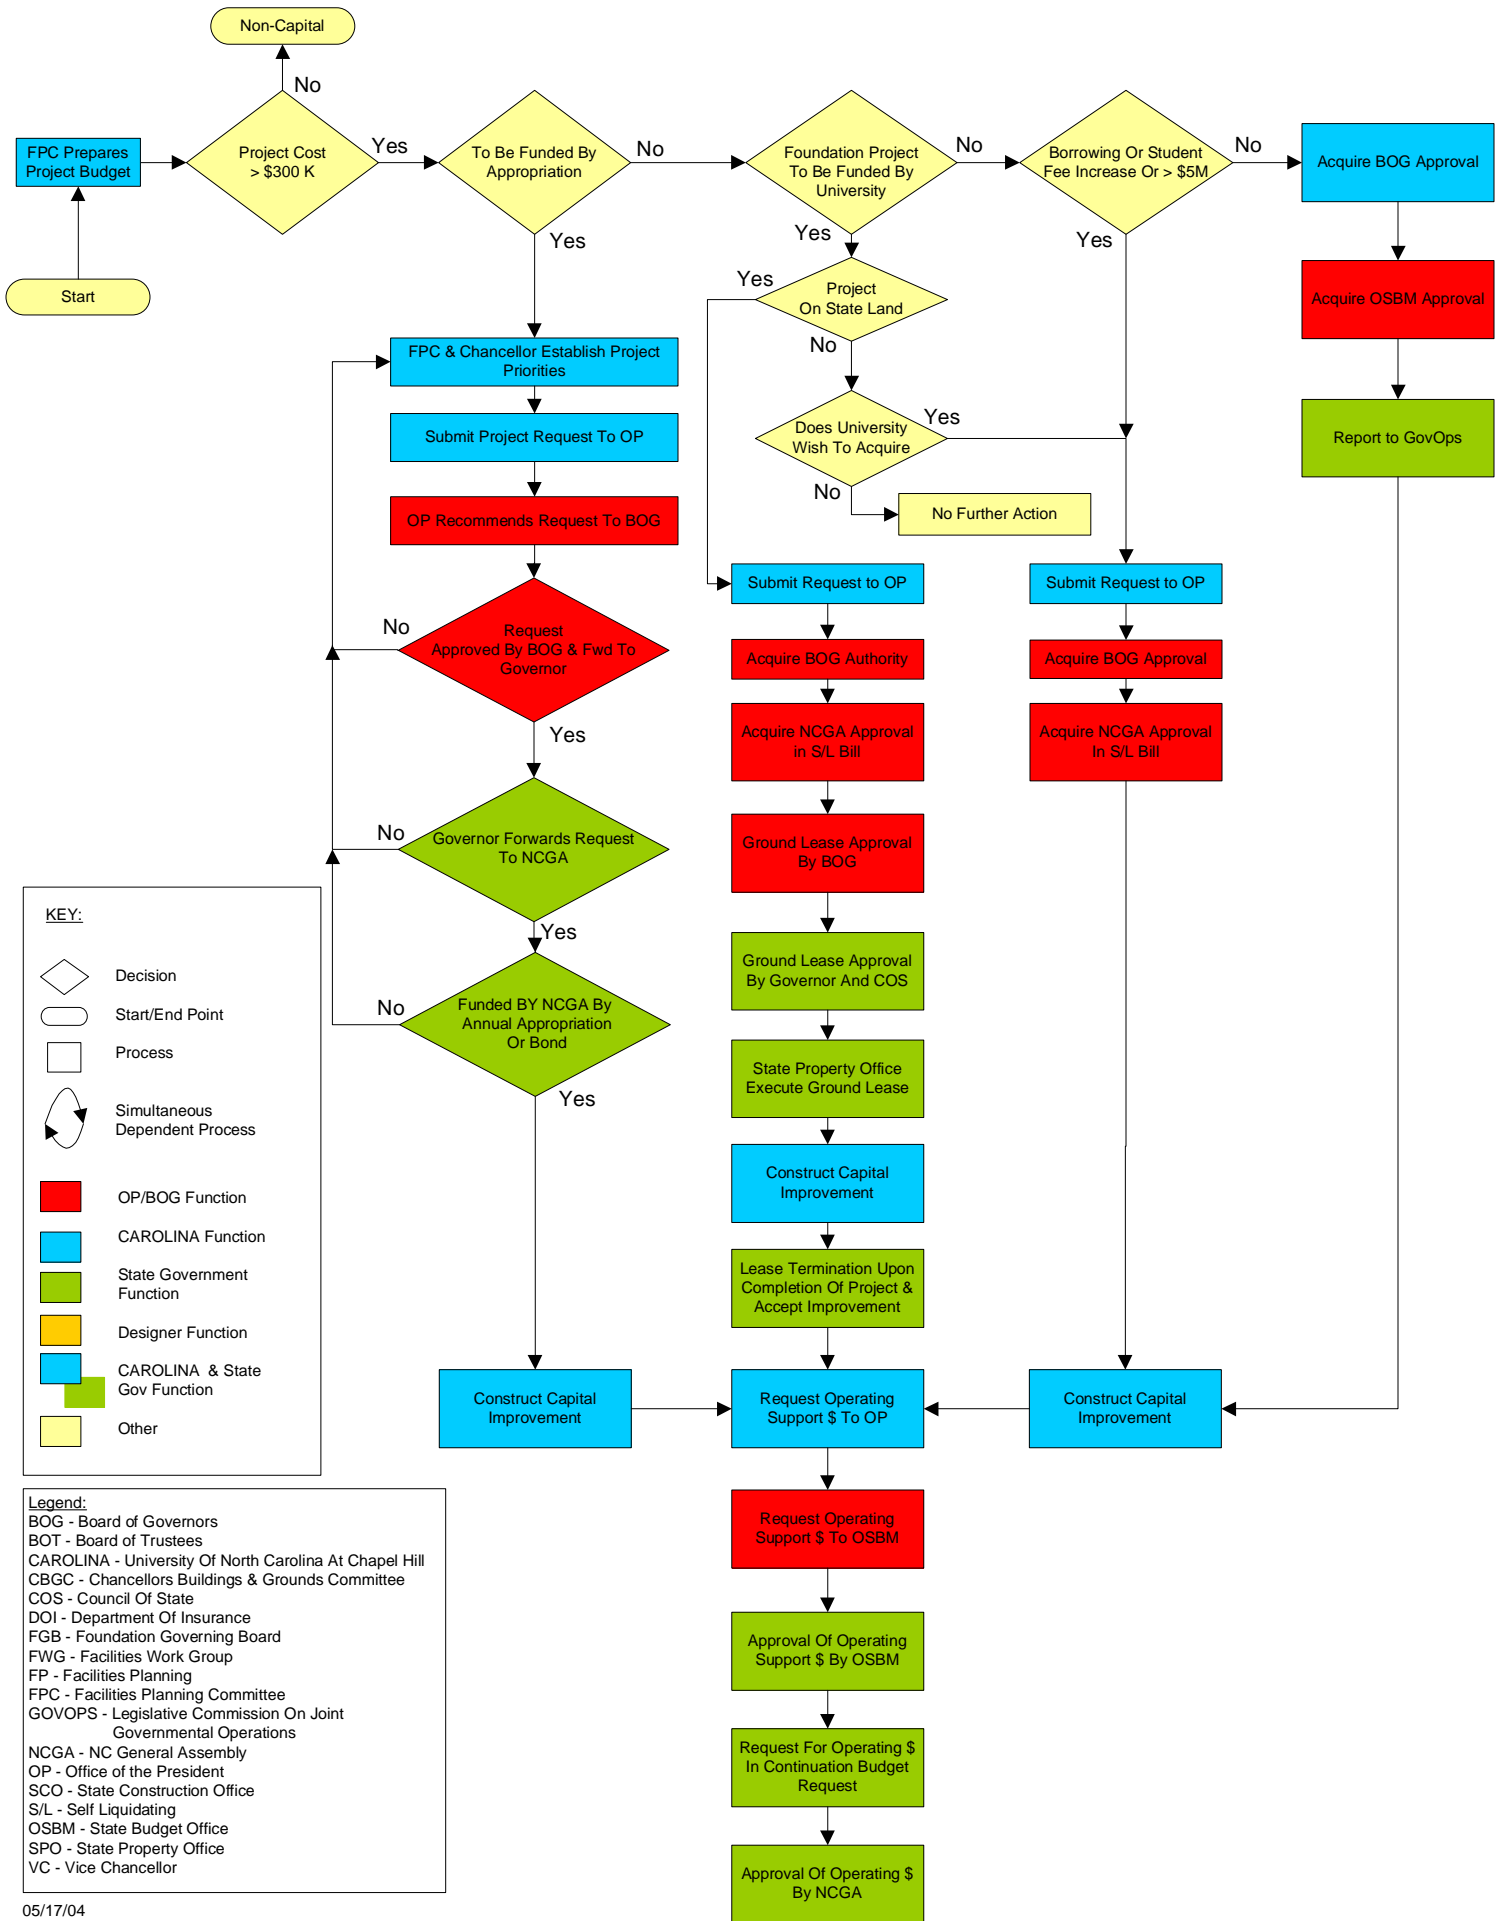 Non-Capital
No
FPC Prepares
Project Budget
Project Cost
> $300 K
Yes
To Be Funded By
Appropriation
No
Foundation Project
To Be Funded By
University
No
Borrowing Or Student
Fee Increase Or > $5M
No
Acquire BOG Approval
Start
Yes
Yes
Yes
Yes
Project
On State Land
Acquire OSBM Approval
No
FPC & Chancellor Establish Project
Priorities
Submit Project Request To OP
Does University
Wish To Acquire
Yes
Report to GovOps
No
No Further Action
OP Recommends Request To BOG
Submit Request to OP
Submit Request to OP
No
Request
Approved By BOG & Fwd To
Governor
Acquire BOG Authority
Acquire BOG Approval
Yes
Acquire NCGA Approval
in S/L Bill
Acquire NCGA Approval
In S/L Bill
No
Governor Forwards Request
To NCGA
Ground Lease Approval
By BOG
Yes
Ground Lease Approval
By Governor And COS
No
Funded BY NCGA By
Annual Appropriation
Or Bond
Yes
State Property Office
Execute Ground Lease
Construct Capital
Improvement
Lease Termination Upon
Completion Of Project &
Accept Improvement
Construct Capital
Improvement
Request Operating
Support $ To OP
Construct Capital
Improvement
Request Operating
Support $ To OSBM
Approval Of Operating
Support $ By OSBM
Request For Operating $
In Continuation Budget
Request
Approval Of Operating $
By NCGA
KEY:
Decision
Start/End Point
Process
Simultaneous
Dependent Process
OP/BOG Function
CAROLINA Function
State Government
Function
Designer Function
CAROLINA & State
Gov Function
Other
Legend:
BOG - Board of Governors
BOT - Board of Trustees
CAROLINA - University Of North Carolina At Chapel Hill
CBGC - Chancellors Buildings & Grounds Committee
COS - Council Of State
DOI - Department Of Insurance
FGB - Foundation Governing Board
FWG - Facilities Work Group
FP - Facilities Planning
FPC - Facilities Planning Committee
GOVOPS - Legislative Commission On Joint
Governmental Operations
NCGA - NC General Assembly
OP - Office of the President
SCO - State Construction Office
S/L - Self Liquidating
OSBM - State Budget Office
SPO - State Property Office
VC - Vice Chancellor
05/17/04